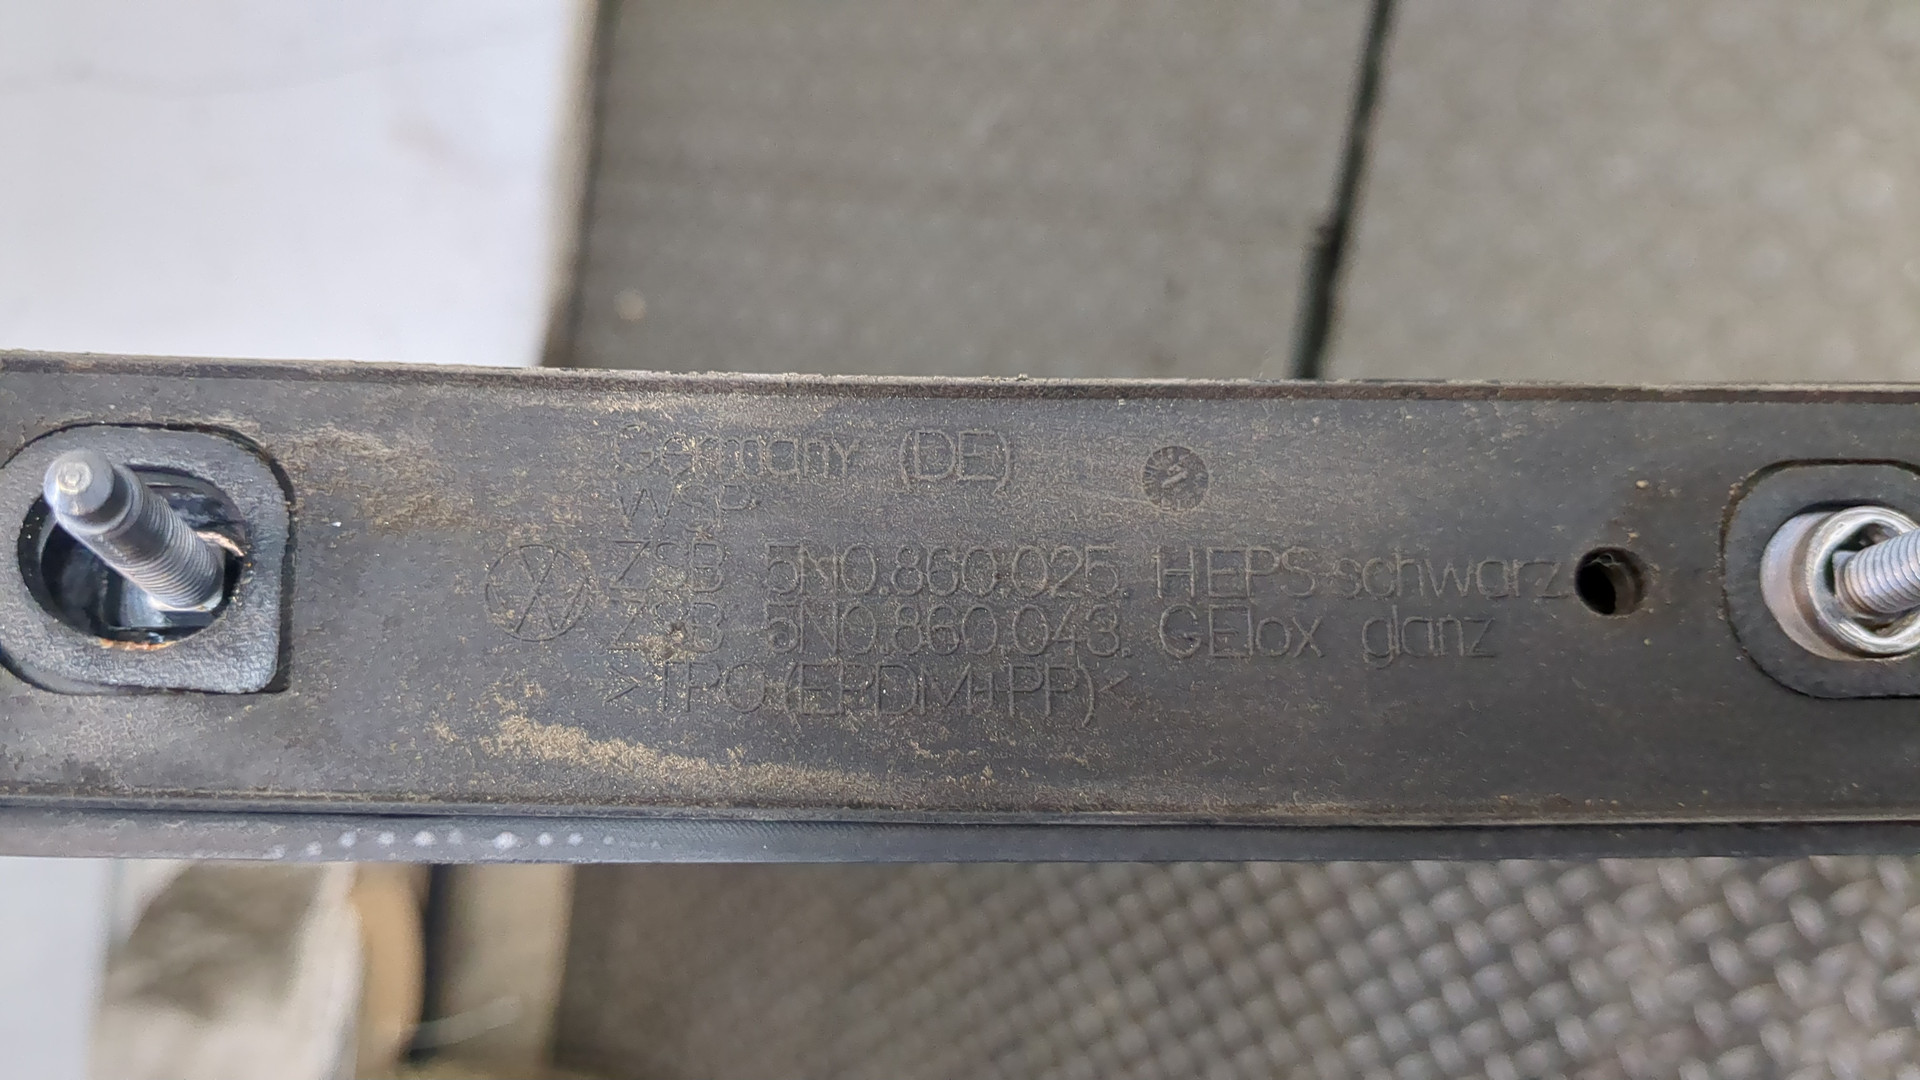 Germany (DE)
WSP
ZSB 5N0.860.025. HEPS schwarz
ZSB 5N0.860.043. GElox glanz
>TPO (EPDM+PP)<